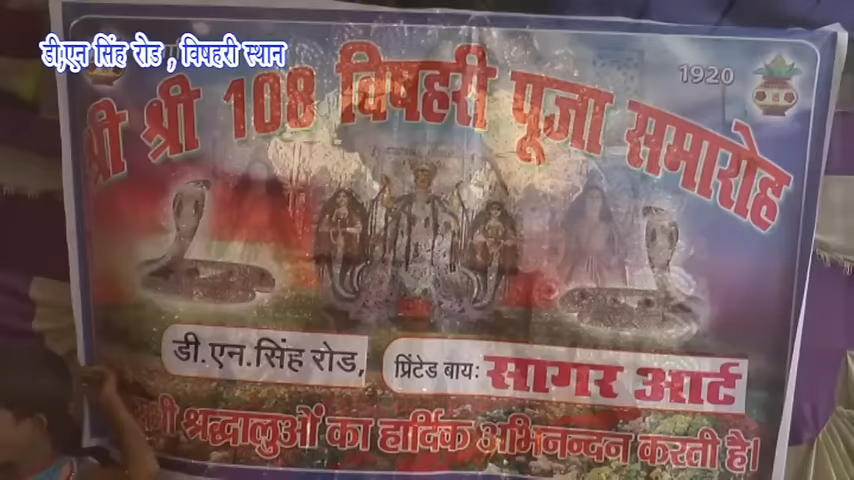 डी,एन सिंह रोड , विषहरी स्थान
1920
श्री श्री 108 विषहरी पूजा समारोह
डी.एन.सिंह रोड,
प्रिंटेड बायः सागर आर्ट
श्रद्धालुओं का हार्दिक अभिनन्दन करती है।